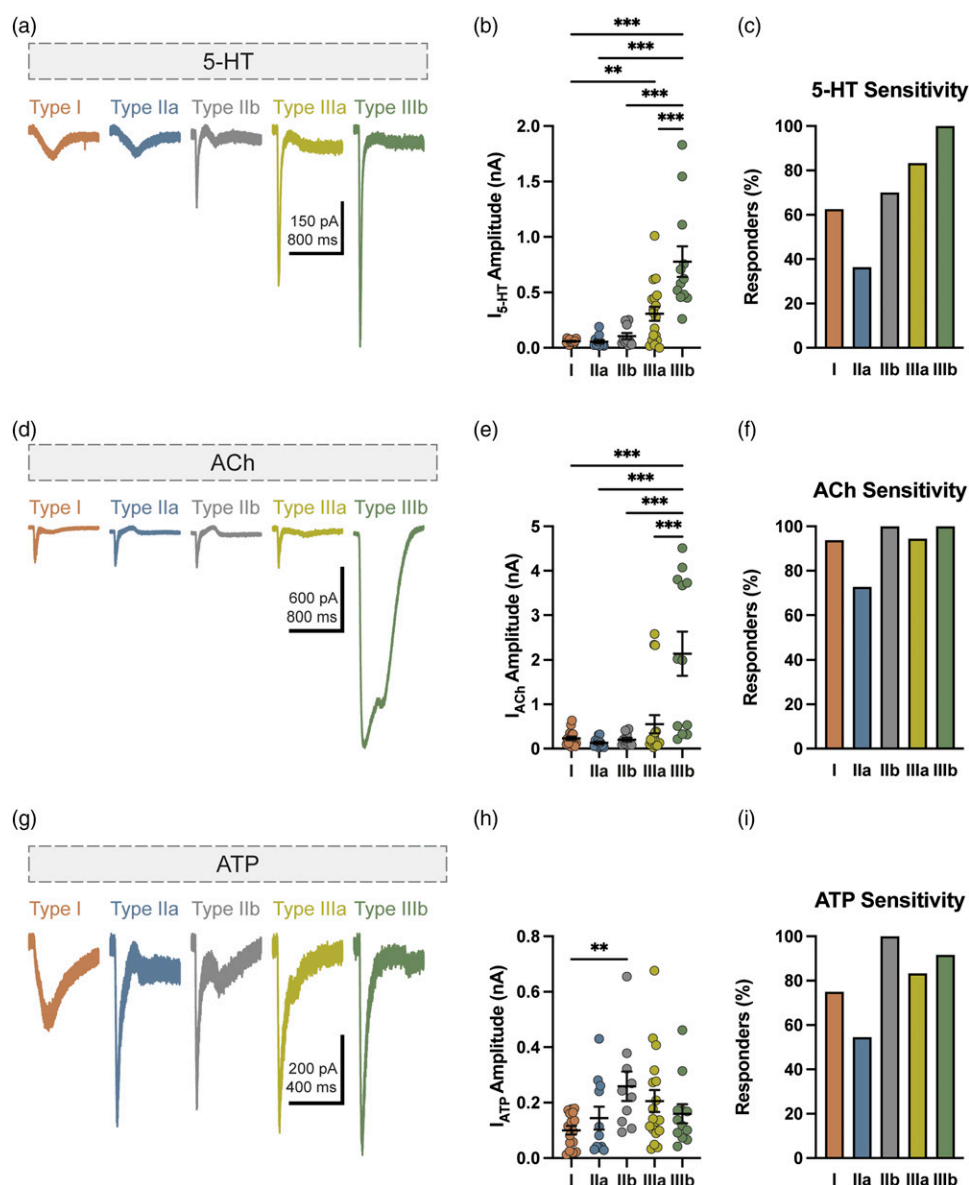 (a)
5-HT
Type I Type IIa Type IIb Type IIIa Type IIIb
150 pA
800 ms
(b)
***
***
**
***
***
I5-HT Amplitude (nA)
2.0
1.5
1.0
0.5
0.0
I IIa IIb IIIa IIIb
(c)
5-HT Sensitivity
Responders (%)
100
80
60
40
20
0
I IIa IIb IIIa IIIb
(d)
ACh
Type I Type IIa Type IIb Type IIIa Type IIIb
600 pA
800 ms
(e)
***
***
***
***
IACh Amplitude (nA)
5
4
3
2
1
0
I IIa IIb IIIa IIIb
(f)
ACh Sensitivity
Responders (%)
100
80
60
40
20
0
I IIa IIb IIIa IIIb
(g)
ATP
Type I Type IIa Type IIb Type IIIa Type IIIb
200 pA
400 ms
(h)
**
IATP Amplitude (nA)
0.8
0.6
0.4
0.2
0.0
I IIa IIb IIIa IIIb
(i)
ATP Sensitivity
Responders (%)
100
80
60
40
20
0
I IIa IIb IIIa IIIb